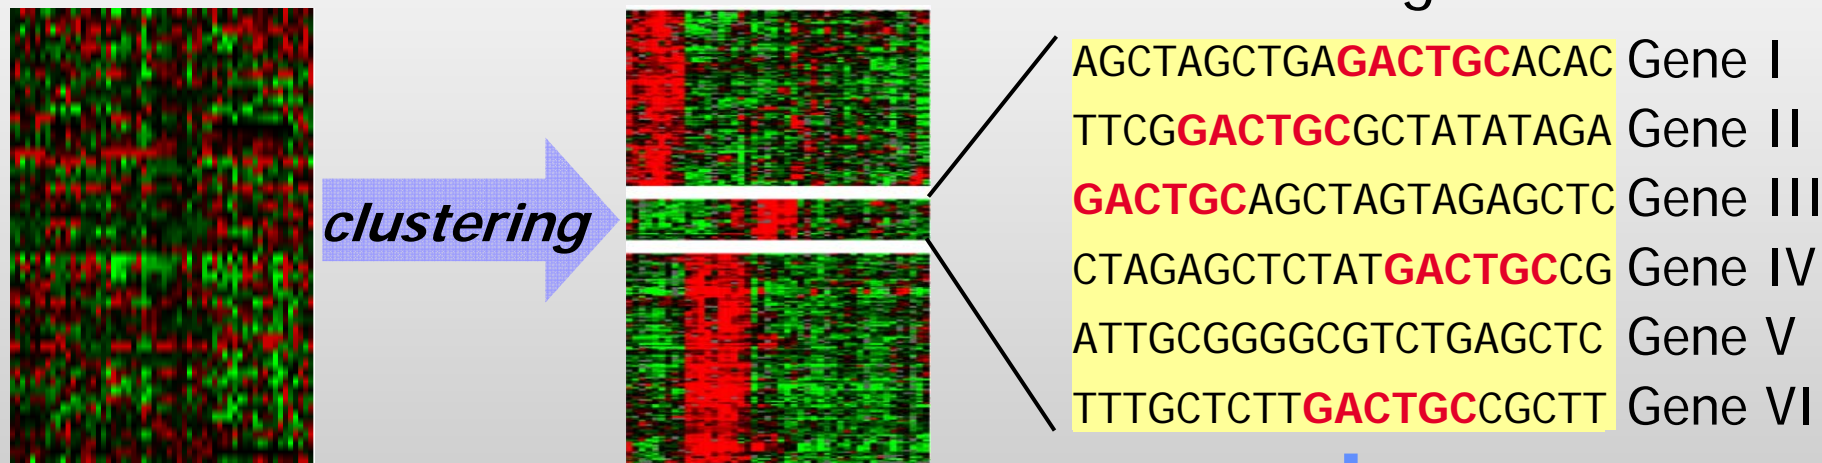 clustering
AGCTAGCTGAGACTGCACAC Gene I
TTCGGACTGCGCTATATAGA Gene II
GACTGCAGCTAGTAGAGCTC Gene III
CTAGAGCTCTATGACTGCCG Gene IV
ATTGCGGGGCGTCTGAGCTC Gene V
TTTGCTCTTGACTGCCGCTT Gene VI